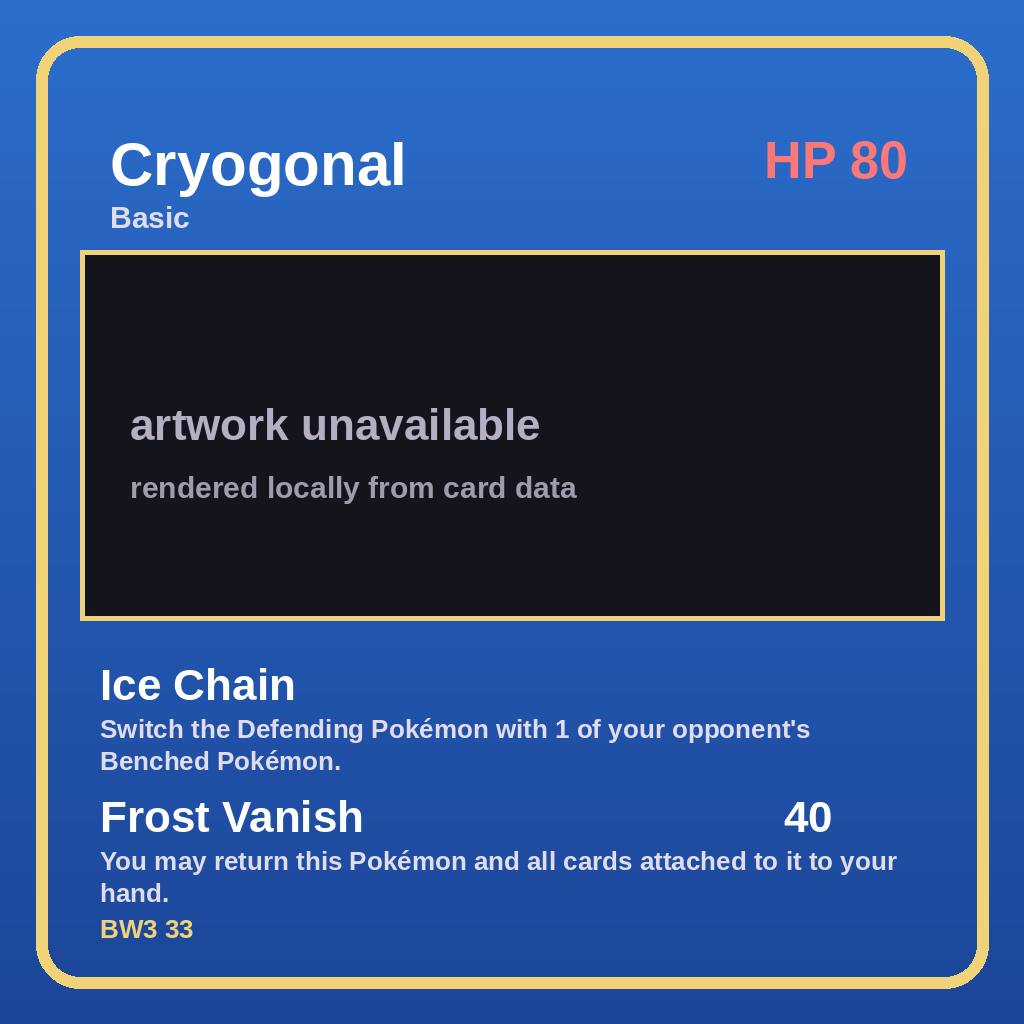 Cryogonal
HP 80
Basic
artwork unavailable
rendered locally from card data
Ice Chain
Switch the Defending Pokémon with 1 of your opponent's
Benched Pokémon.
Frost Vanish
40
You may return this Pokémon and all cards attached to it to your
hand.
BW3 33